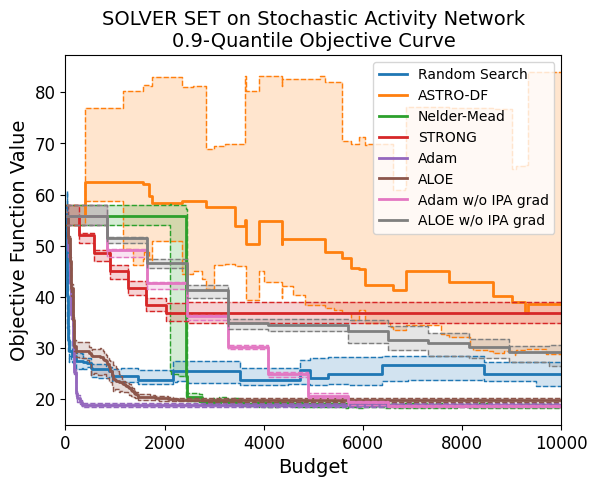 SOLVER SET on Stochastic Activity Network
0.9-Quantile Objective Curve
Objective Function Value
80
70
60
50
40
30
20
Random Search
ASTRO-DF
Nelder-Mead
STRONG
Adam
ALOE
Adam w/o IPA grad
ALOE w/o IPA grad
0
2000
4000
6000
8000
10000
Budget